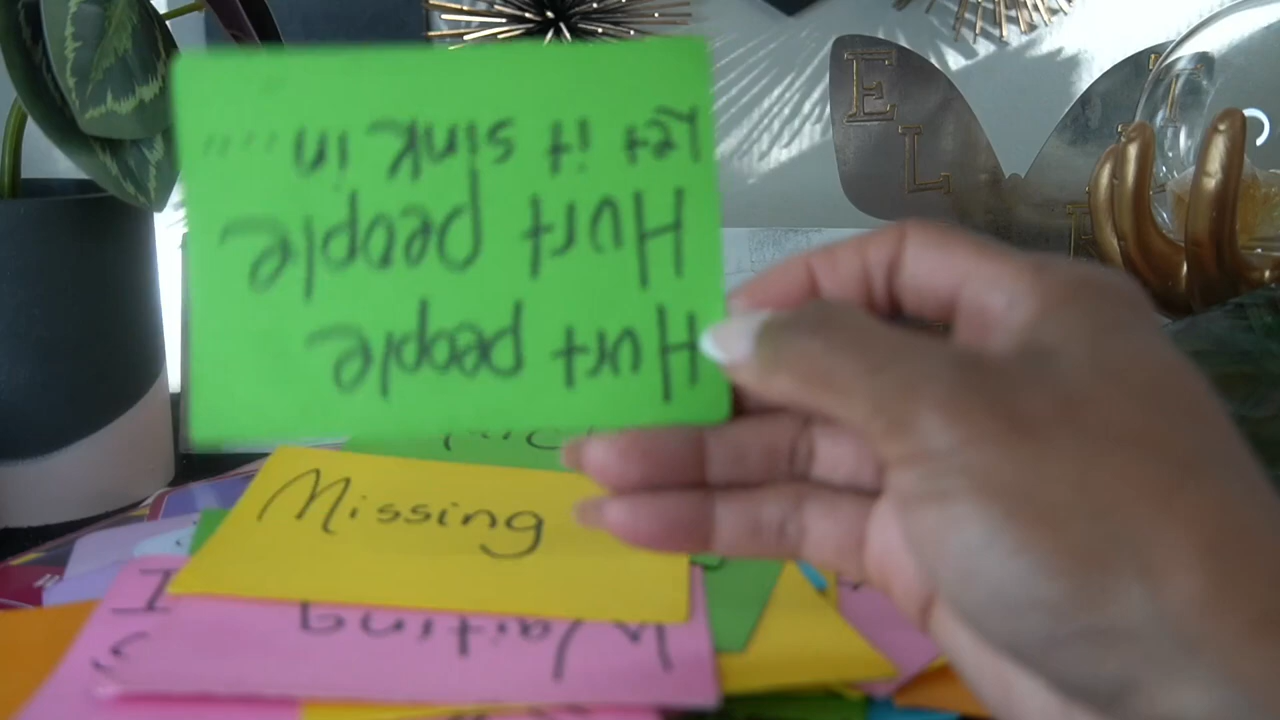 Hurt people
Hurt people
Let it sink in ....
Missing
Waiting
I
E
L